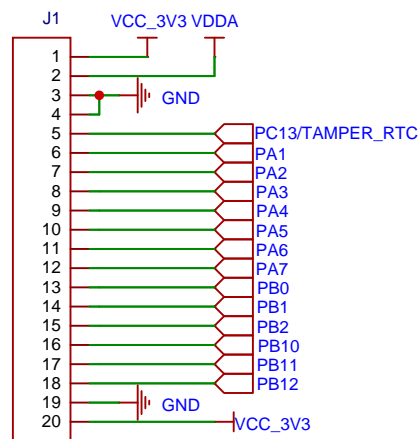 J1 VCC_3V3 VDDA
1
2
3 GND
4
5 PC13/TAMPER_RTC
6 PA1
7 PA2
8 PA3
9 PA4
10 PA5
11 PA6
12 PA7
13 PB0
14 PB1
15 PB2
16 PB10
17 PB11
18 PB12
19 GND
20 VCC_3V3